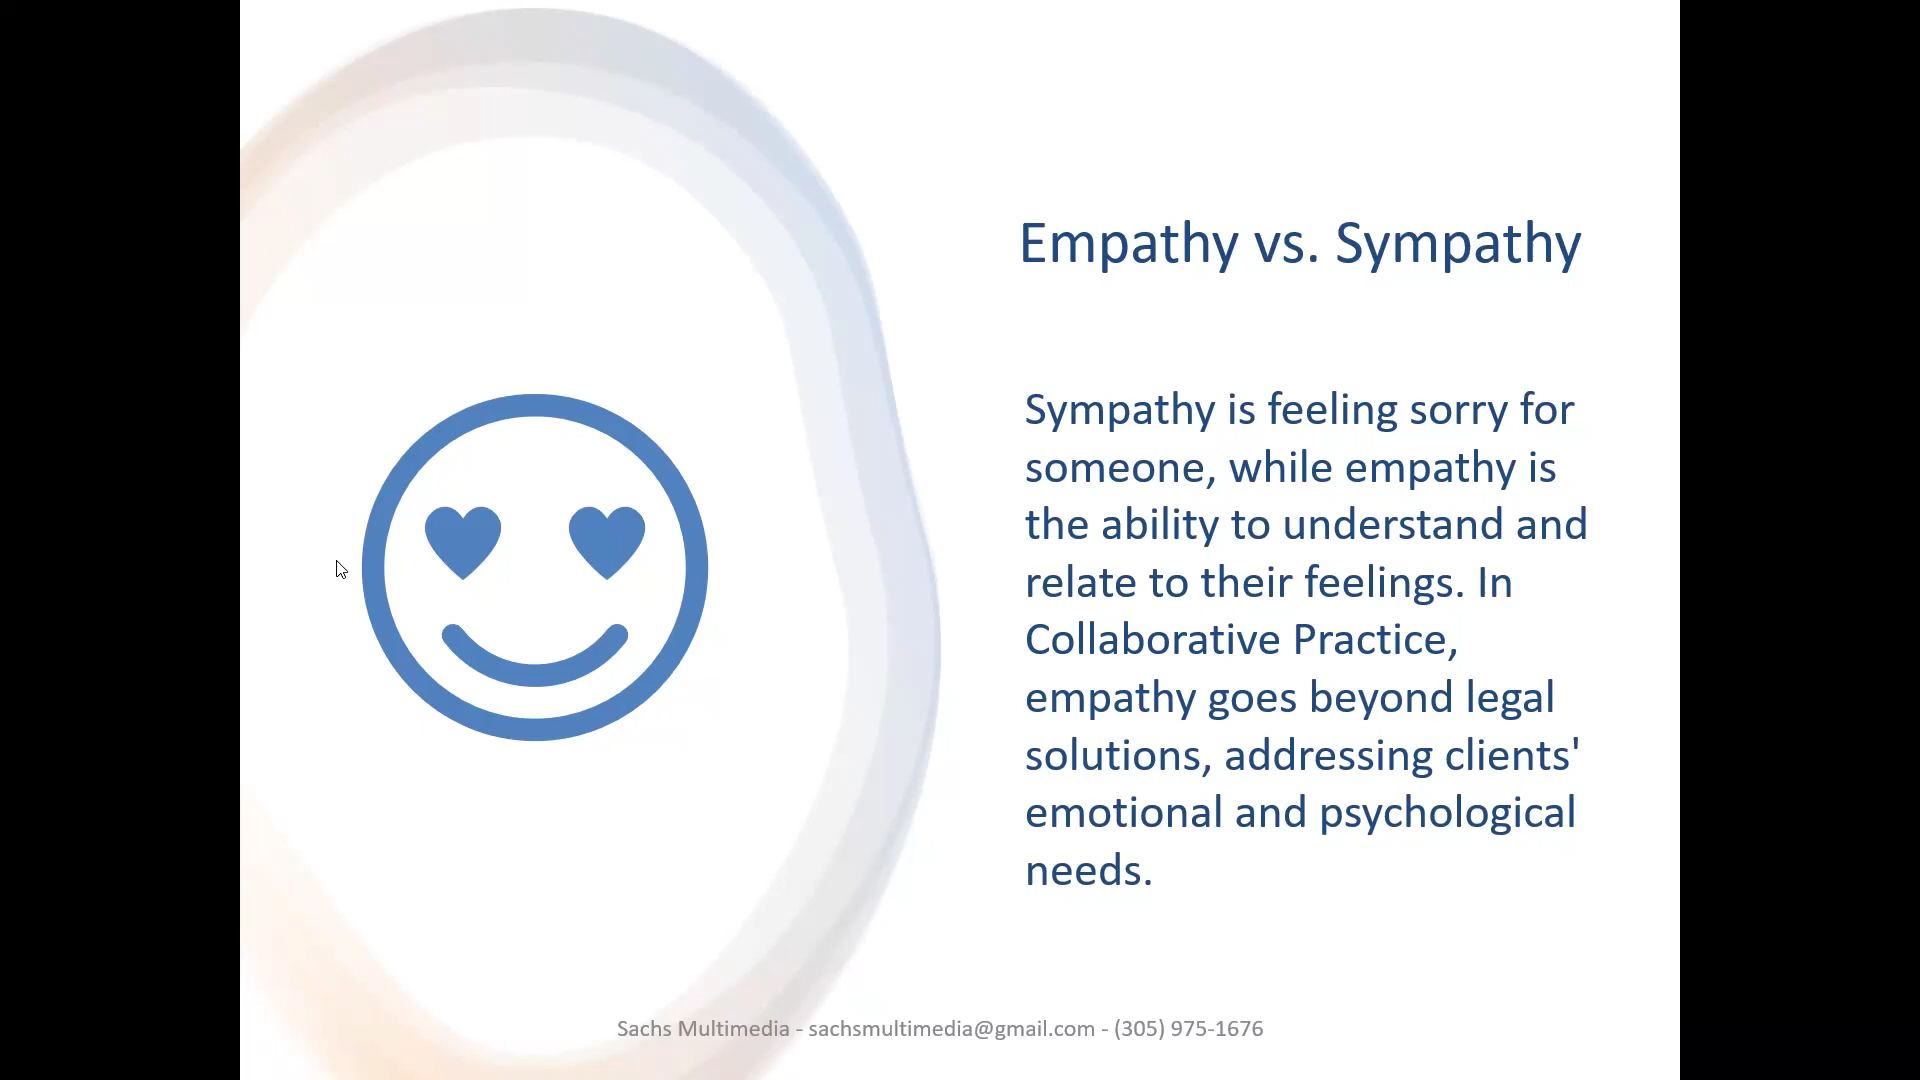 Empathy vs. Sympathy
Sympathy is feeling sorry for
someone, while empathy is
the ability to understand and
relate to their feelings. In
Collaborative Practice,
empathy goes beyond legal
solutions, addressing clients'
emotional and psychological
needs.
Sachs Multimedia - sachsmultimedia@gmail.com - (305) 975-1676